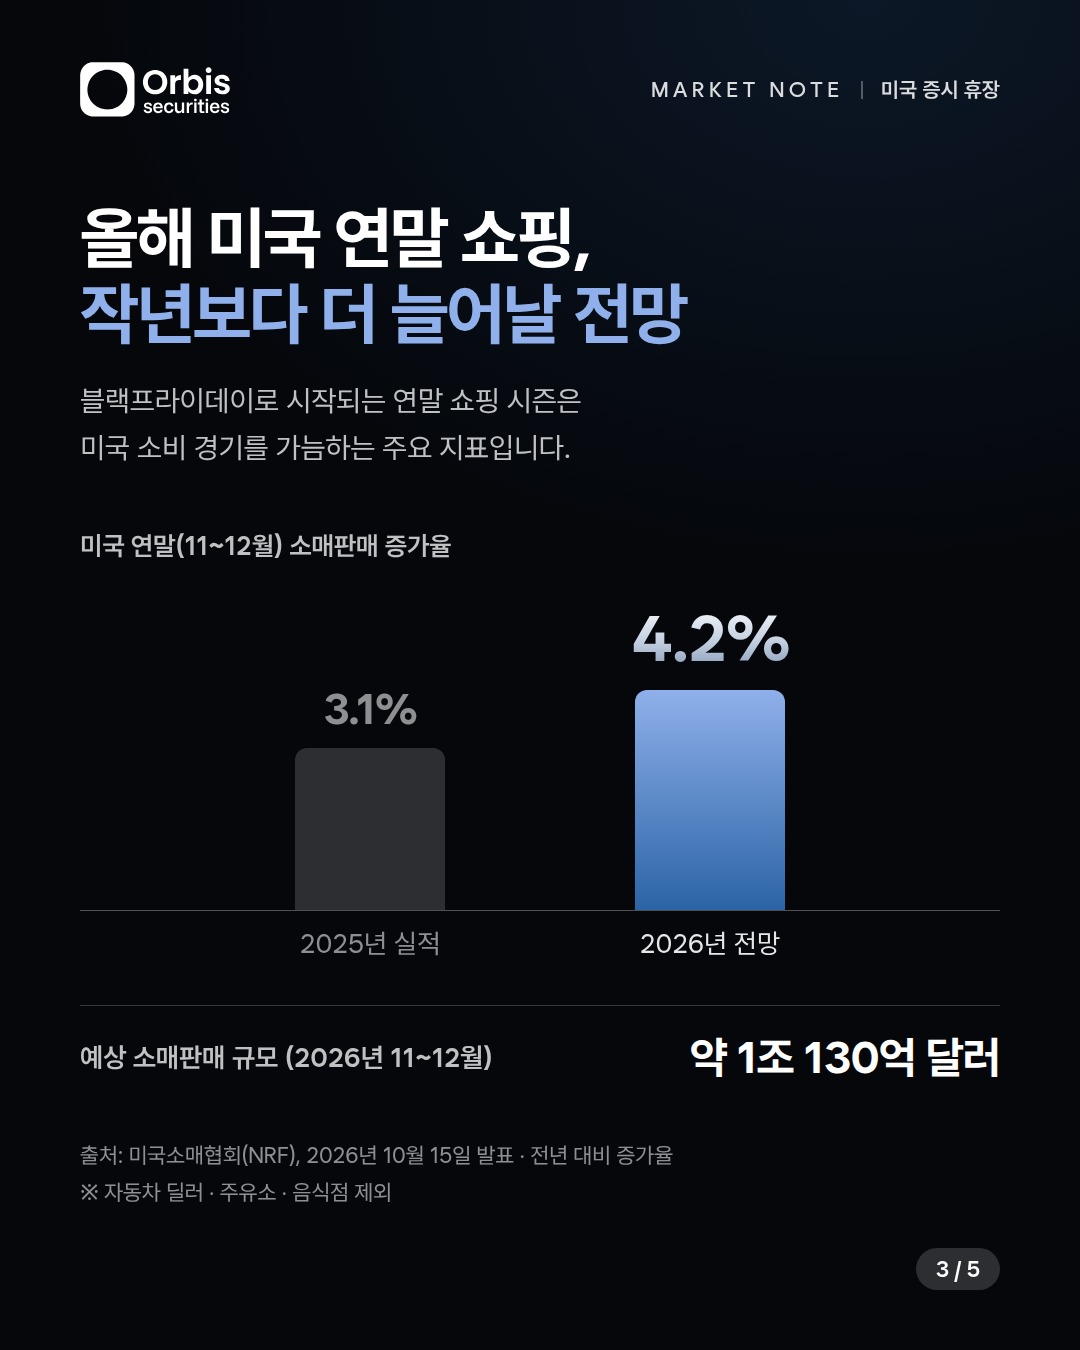 Orbis
securities
MARKET NOTE | 미국 증시 휴장
올해 미국 연말 쇼핑,
작년보다 더 늘어날 전망
블랙프라이데이로 시작되는 연말 쇼핑 시즌은
미국 소비 경기를 가늠하는 주요 지표입니다.
미국 연말(11~12월) 소매판매 증가율
3.1%
4.2%
2025년 실적
2026년 전망
예상 소매판매 규모 (2026년 11~12월)
약 1조 130억 달러
출처: 미국소매협회(NRF), 2026년 10월 15일 발표 · 전년 대비 증가율
※ 자동차 딜러 · 주유소 · 음식점 제외
3 / 5